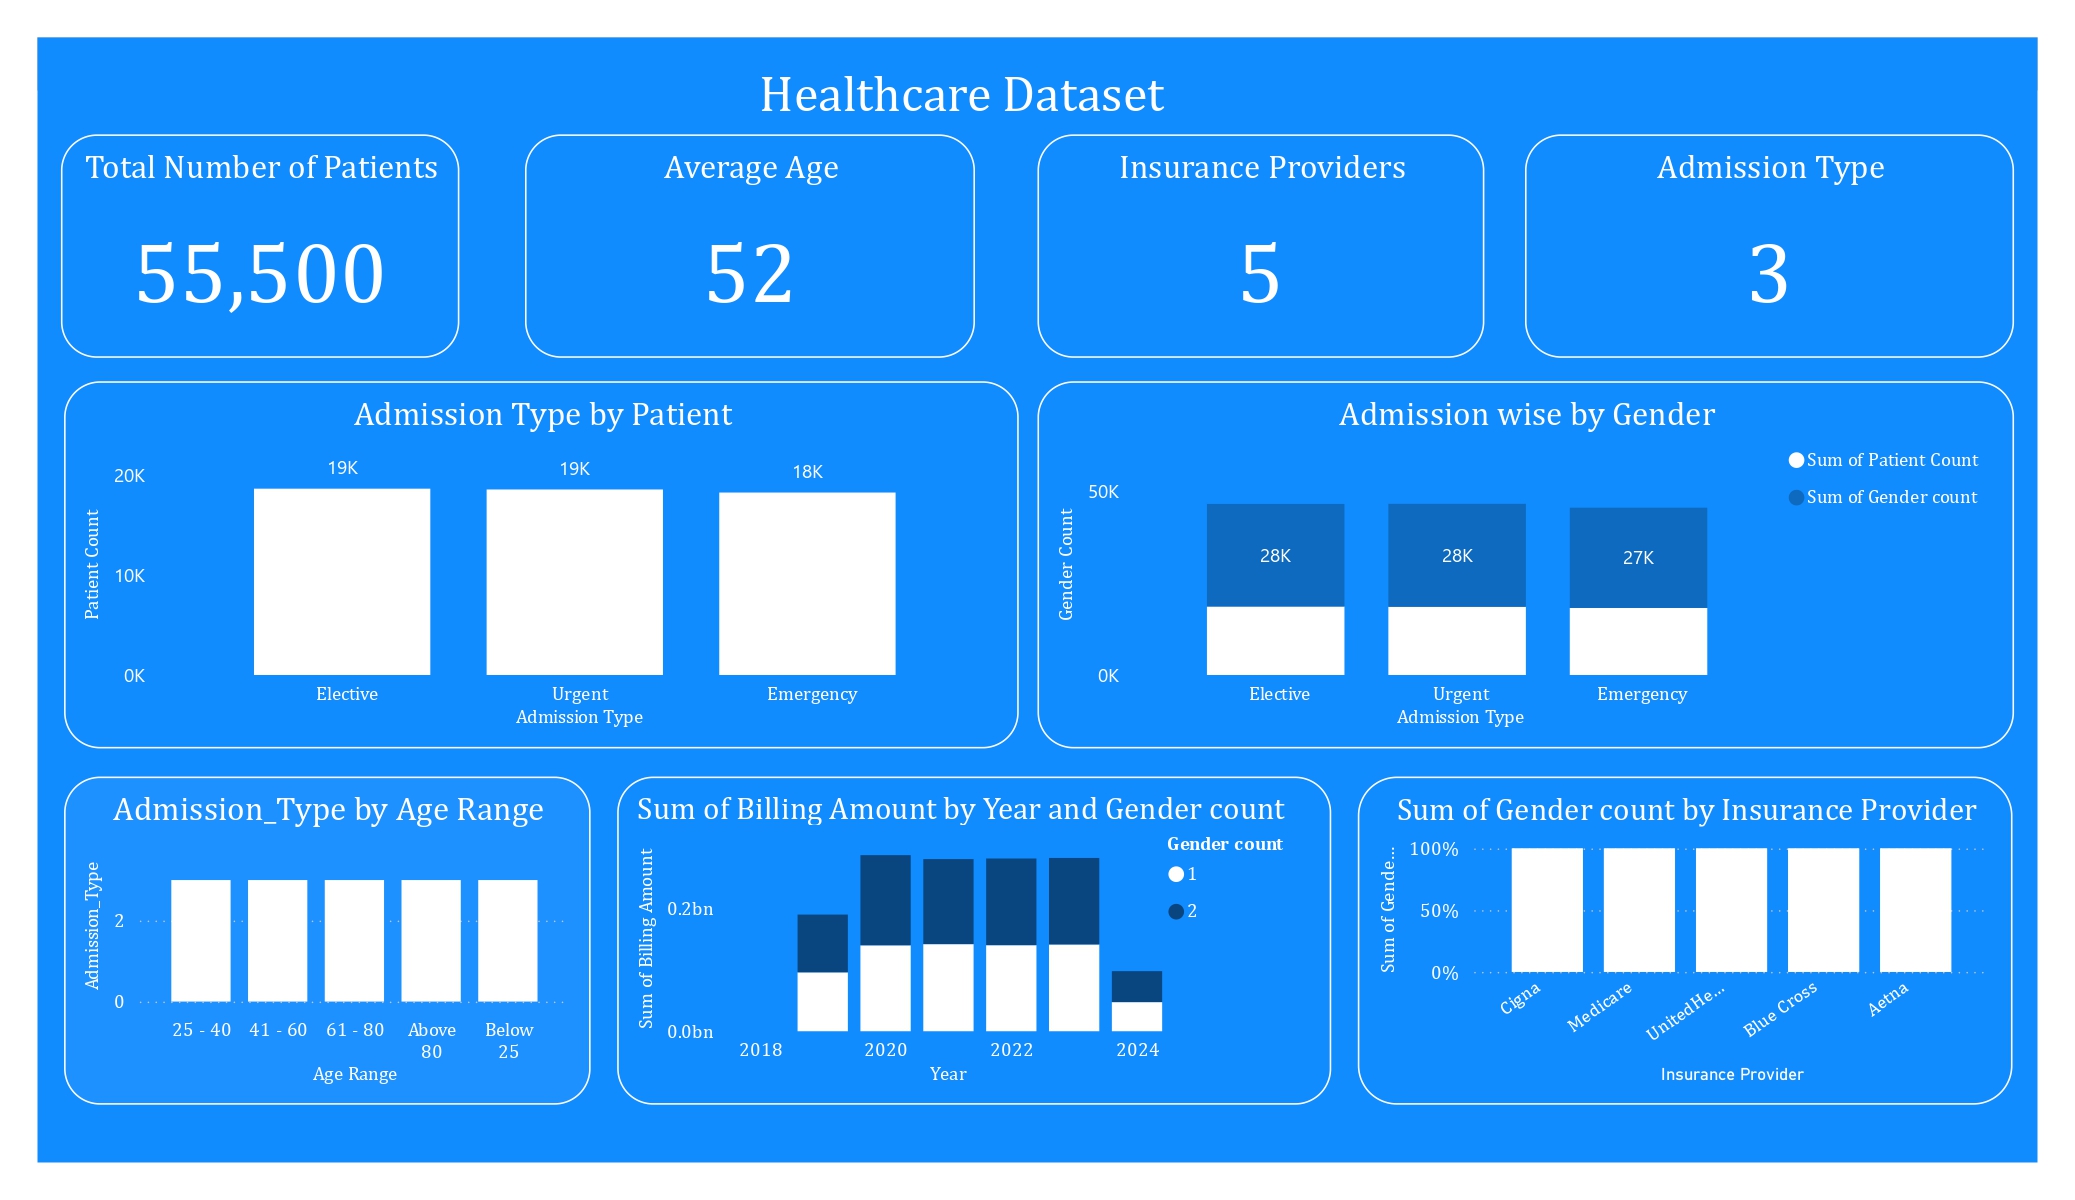 Healthcare Dataset
Total Number of Patients
55,500
Average Age
52
Insurance Providers
5
Admission Type
3
Admission Type by Patient
Patient Count
20K
10K
0K
19K
19K
18K
Elective
Urgent
Emergency
Admission Type
Admission wise by Gender
Sum of Patient Count
Sum of Gender count
Gender Count
50K
0K
28K
28K
27K
Elective
Urgent
Emergency
Admission Type
Admission_Type by Age Range
Admission_Type
2
0
25 - 40
41 - 60
61 - 80
Above
80
Below
25
Age Range
Sum of Billing Amount by Year and Gender count
Gender count
1
2
Sum of Billing Amount
0.2bn
0.0bn
2018
2020
2022
2024
Year
Sum of Gender count by Insurance Provider
Sum of Gende...
100%
50%
0%
Cigna
Medicare
UnitedHe...
Blue Cross
Aetna
Insurance Provider